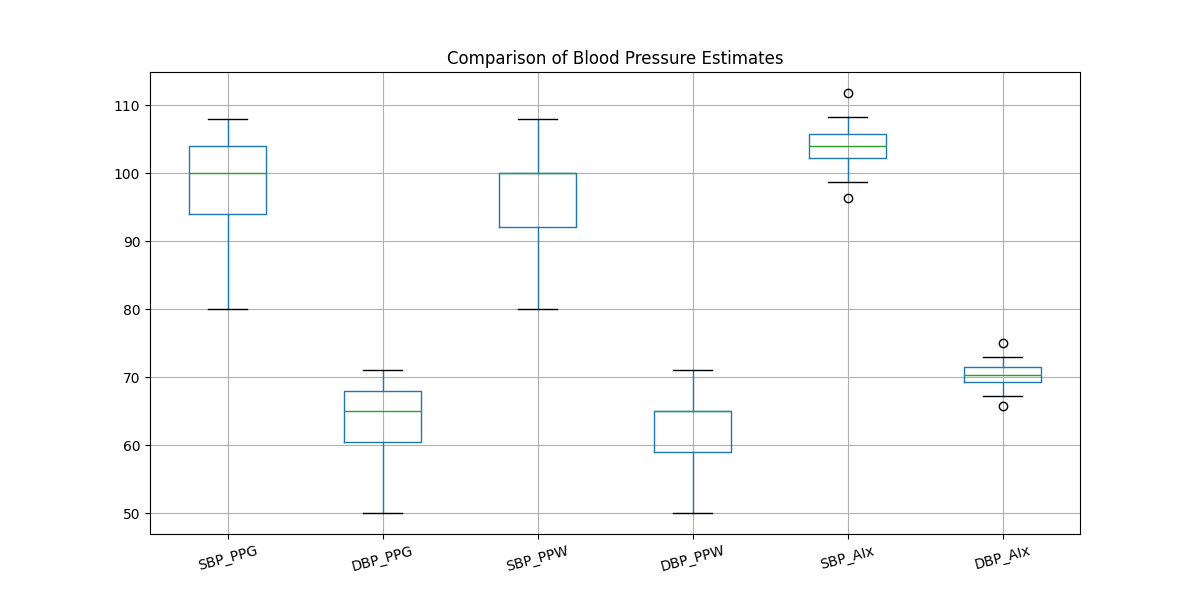 Comparison of Blood Pressure Estimates
110
100
90
80
70
60
50
SBP_PPG
DBP_PPG
SBP_PPW
DBP_PPW
SBP_AIx
DBP_AIx